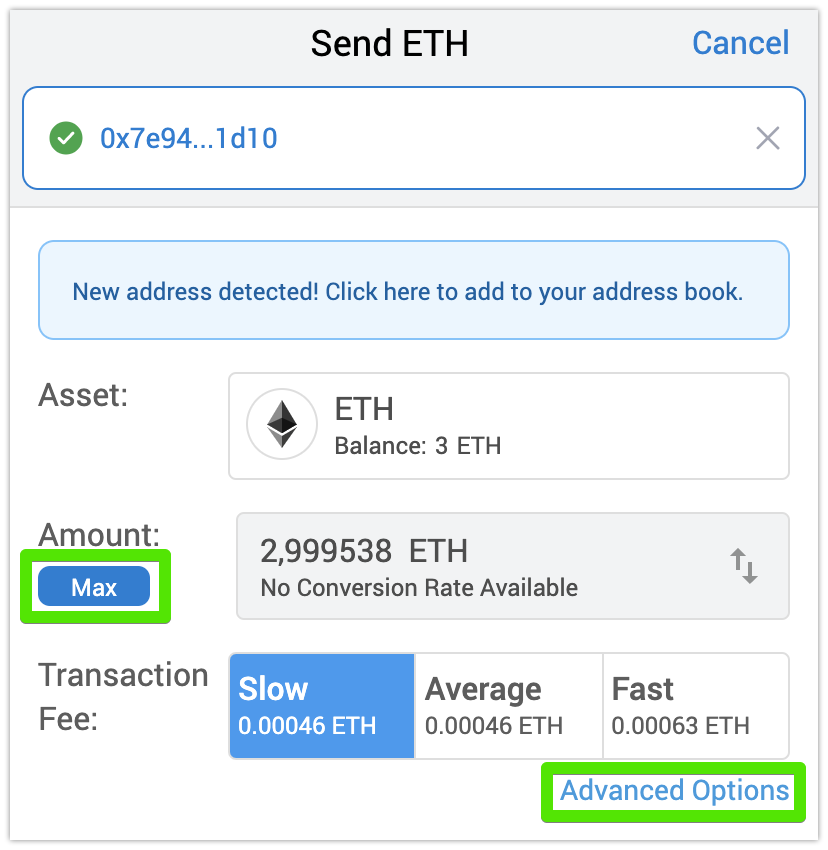 Send ETH
Cancel
0x7e94...1d10
New address detected! Click here to add to your address book.
Asset:
ETH
Balance: 3 ETH
Amount:
Max
2,999538 ETH
No Conversion Rate Available
Transaction
Fee:
Slow
0.00046 ETH
Average
0.00046 ETH
Fast
0.00063 ETH
Advanced Options